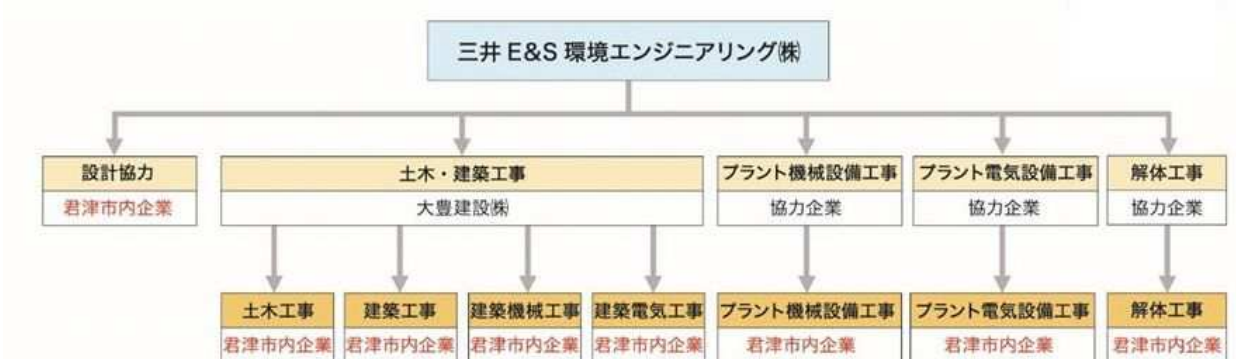 三井 E&S 環境エンジニアリング㈱
設計協力
君津市内企業
土木・建築工事
大豊建設㈱
プラント機械設備工事
協力企業
プラント電気設備工事
協力企業
解体工事
協力企業
土木工事
君津市内企業
建築工事
君津市内企業
建築機械工事
君津市内企業
建築電気工事
君津市内企業
プラント機械設備工事
君津市内企業
プラント電気設備工事
君津市内企業
解体工事
君津市内企業